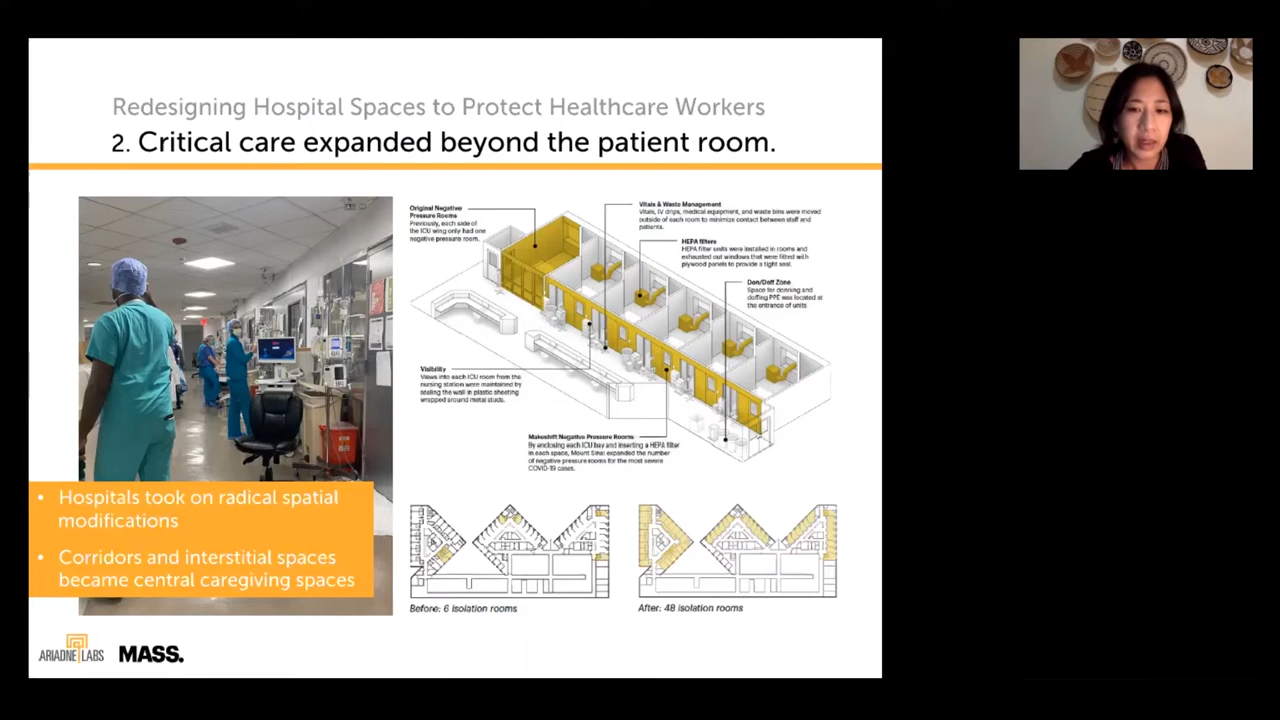 Redesigning Hospital Spaces to Protect Healthcare Workers
2. Critical care expanded beyond the patient room.
Original Negative
Pressure Rooms
Previously, each side of
the ICU wing only had one
negative pressure room.
Vitals & Waste Management
Vitals, IV drips, medical equipment, and waste bins were moved
outside of each room to minimize contact between staff and
patients.
HEPA filters
HEPA filter units were installed in rooms and
exhausted out windows that were fitted with
plywood panels to provide a tight seal.
Don/Doff Zone
Space for donning and
doffing PPE was located at
the entrance of units
Visibility
Views into each ICU room from the
nursing station were maintained by
sealing the wall in plastic sheeting
wrapped around metal studs.
Makeshift Negative Pressure Rooms
By enclosing each ICU bay and inserting a HEPA filter
in each space, Mount Sinai expanded the number
of negative pressure rooms for the most severe
COVID-19 cases.
• Hospitals took on radical spatial
modifications
• Corridors and interstitial spaces
became central caregiving spaces
Before: 6 isolation rooms
After: 48 isolation rooms
ARIADNE LABS
MASS.